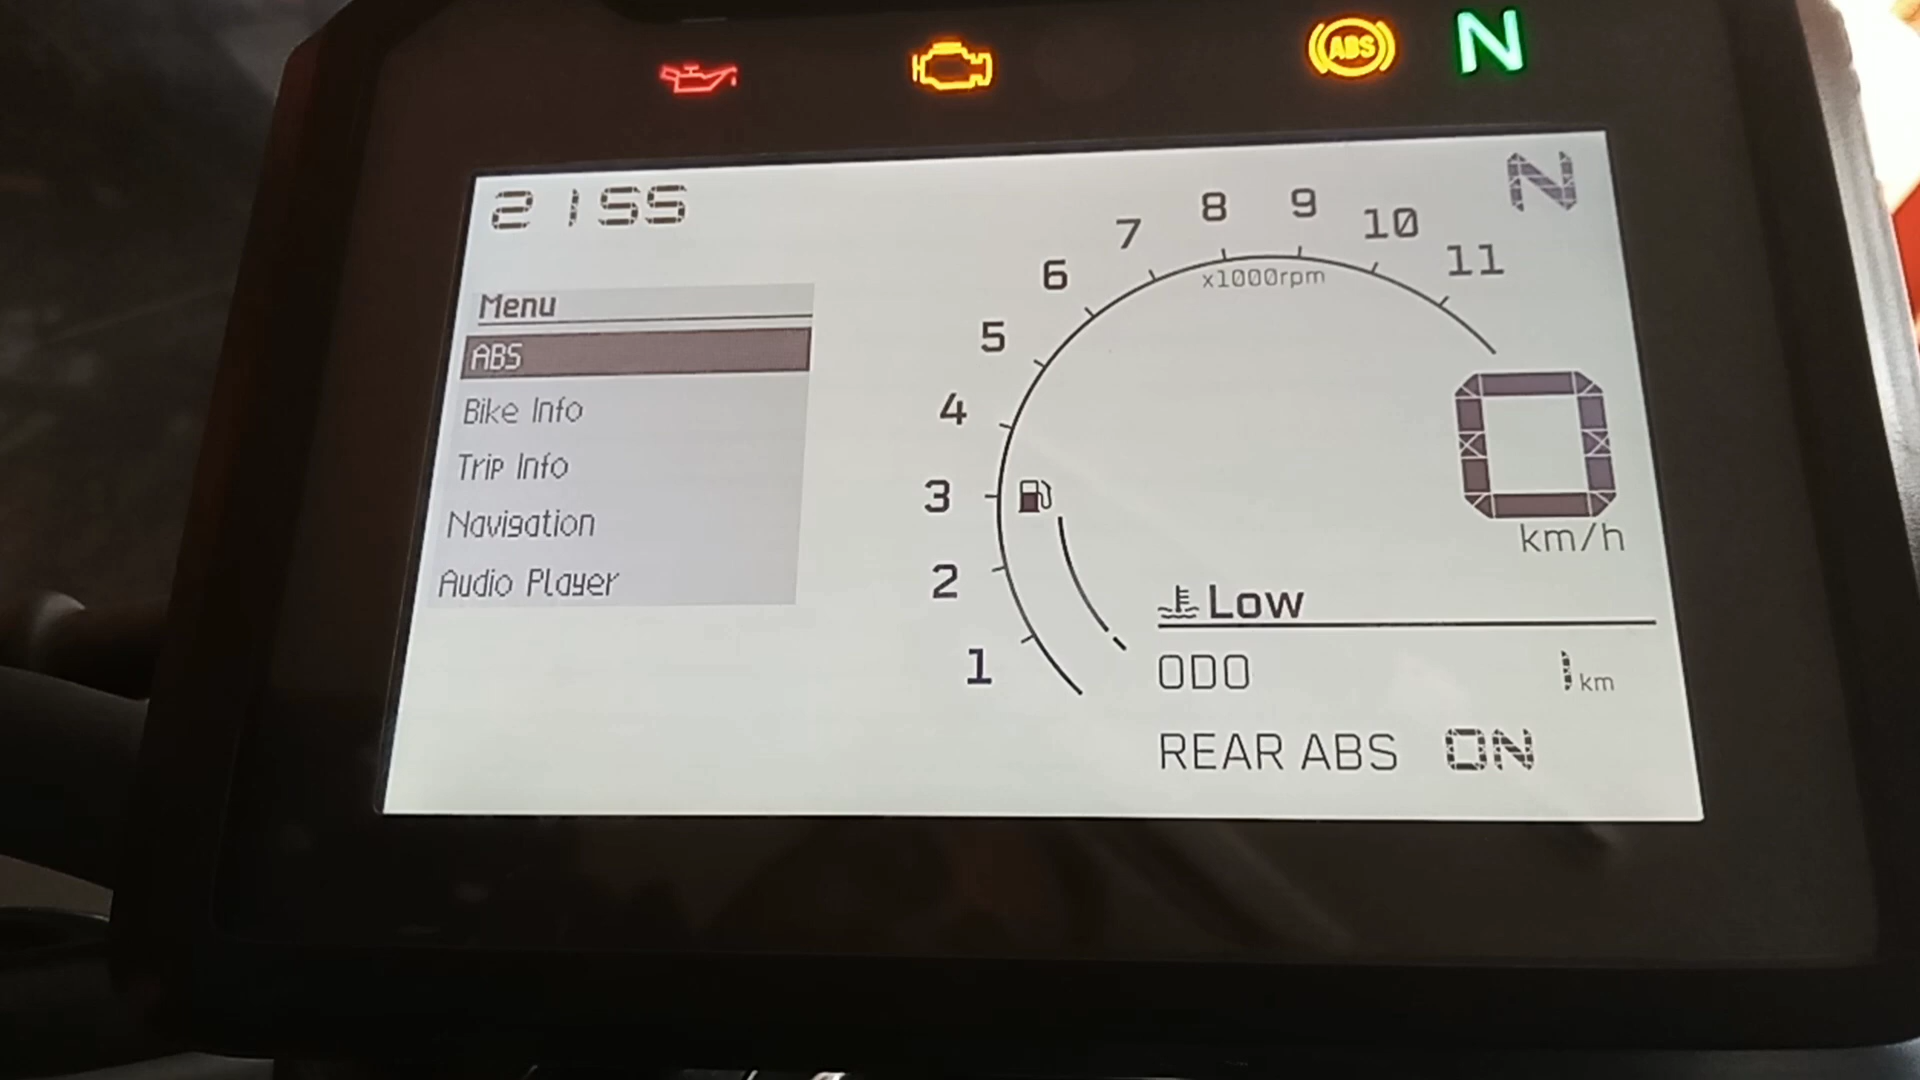 ABS N
2155
N
Menu
ABS
Bike Info
Trip Info
Navigation
Audio Player
1 2 3 4 5 6 7 8 9 10 11
x1000rpm
0
km/h
Low
ODO 1 km
REAR ABS ON